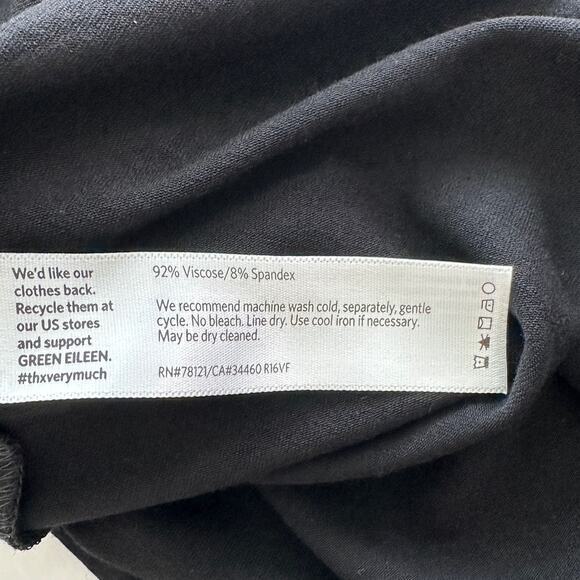 We'd like our
clothes back.
Recycle them at
our US stores
and support
GREEN EILEEN.
#thxverymuch
92% Viscose/8% Spandex
We recommend machine wash cold, separately, gentle
cycle. No bleach. Line dry. Use cool iron if necessary.
May be dry cleaned.
RN#78121/CA#34460 R16VF